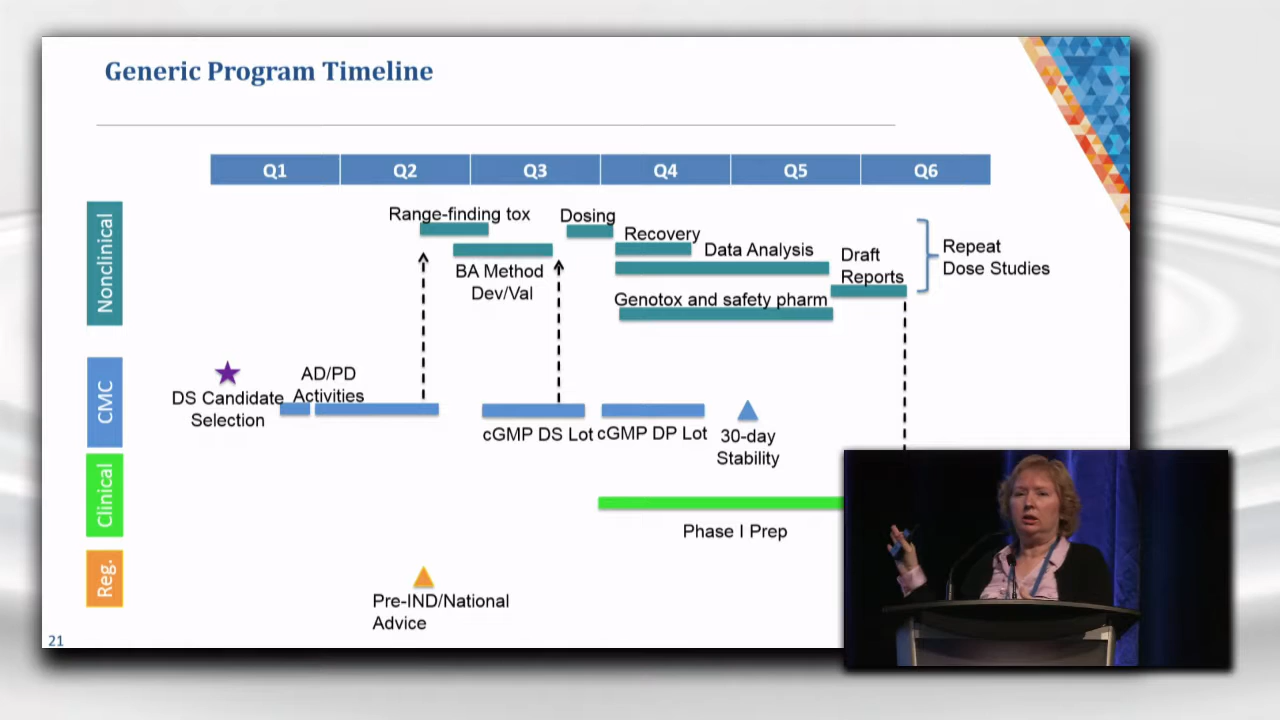 Generic Program Timeline
Q1 Q2 Q3 Q4 Q5 Q6
Nonclinical
Range-finding tox
BA Method
Dev/Val
Dosing
Recovery
Data Analysis
Draft
Reports
Genotox and safety pharm
Repeat
Dose Studies
CMC
DS Candidate
Selection
AD/PD
Activities
cGMP DS Lot
cGMP DP Lot
30-day
Stability
Clinical
Phase I Prep
Reg.
Pre-IND/National
Advice
21